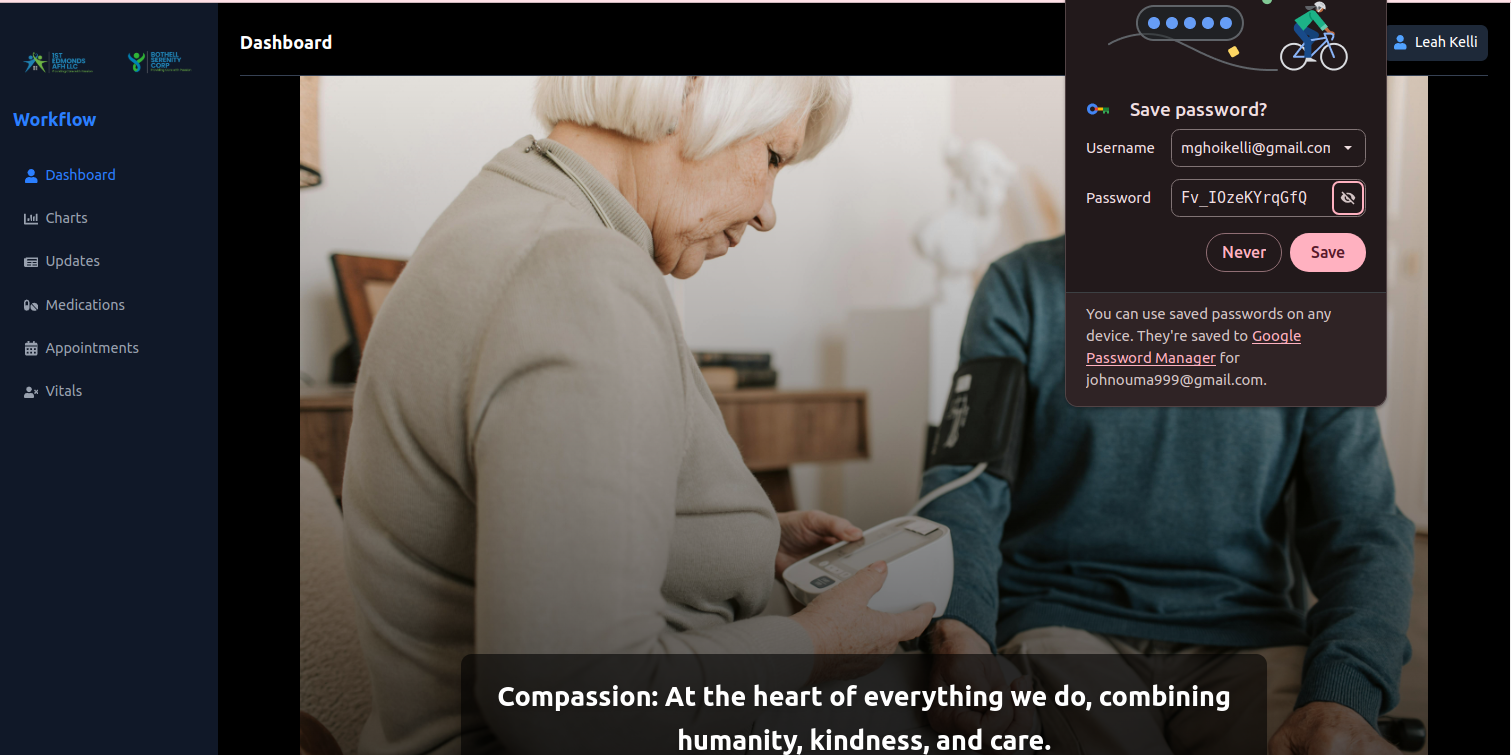 1ST
EDMONDS
AFH LLC
BOTHELL
SERENITY
CORP
Workflow
Dashboard
Charts
Updates
Medications
Appointments
Vitals
Dashboard
Leah Kelli
Save password?
Username
mghoikelli@gmail.con
Password
Fv_IOzeKYrqGfQ
Never
Save
You can use saved passwords on any
device. They're saved to Google
Password Manager for
johnouma999@gmail.com.
Compassion: At the heart of everything we do, combining
humanity, kindness, and care.